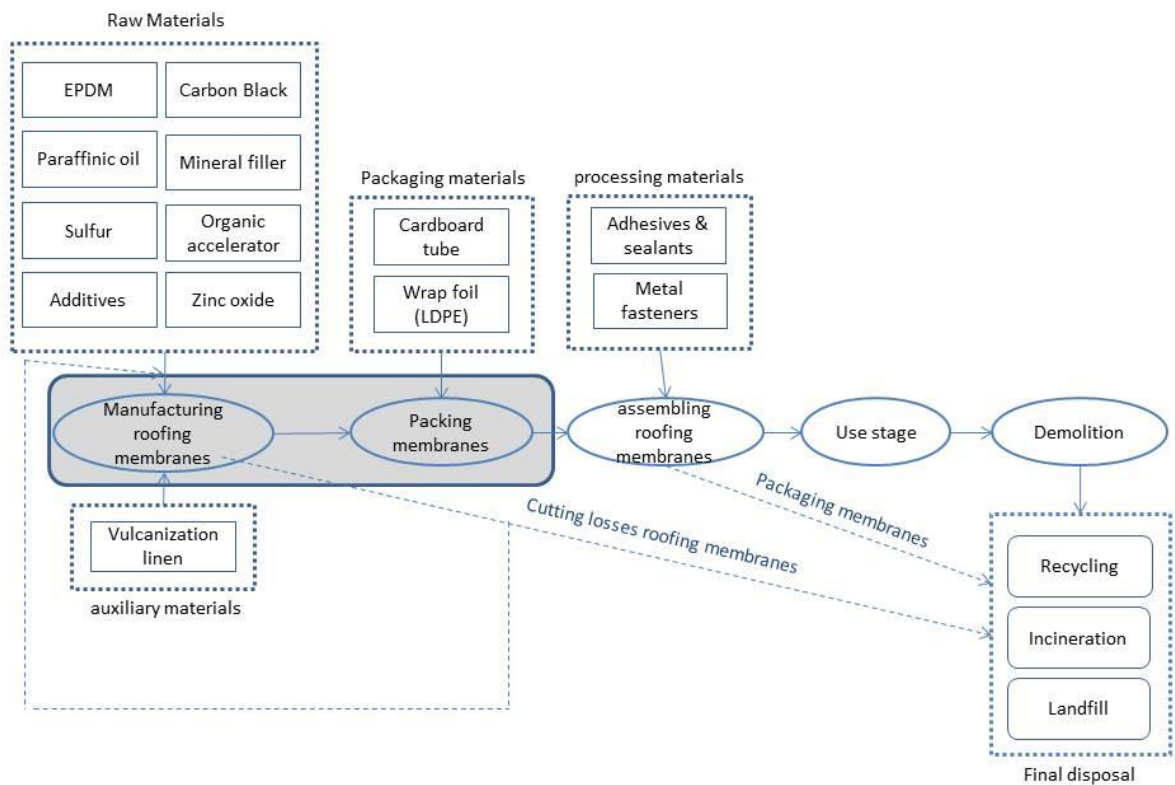 Raw Materials
EPDM
Carbon Black
Paraffinic oil
Mineral filler
Sulfur
Organic
accelerator
Additives
Zinc oxide
Packaging materials
Cardboard
tube
Wrap foil
(LDPE)
processing materials
Adhesives &
sealants
Metal
fasteners
Manufacturing
roofing
membranes
Packing
membranes
assembling
roofing
membranes
Use stage
Demolition
Vulcanization
linen
auxiliary materials
Cutting losses roofing membranes
Packaging membranes
Recycling
Incineration
Landfill
Final disposal